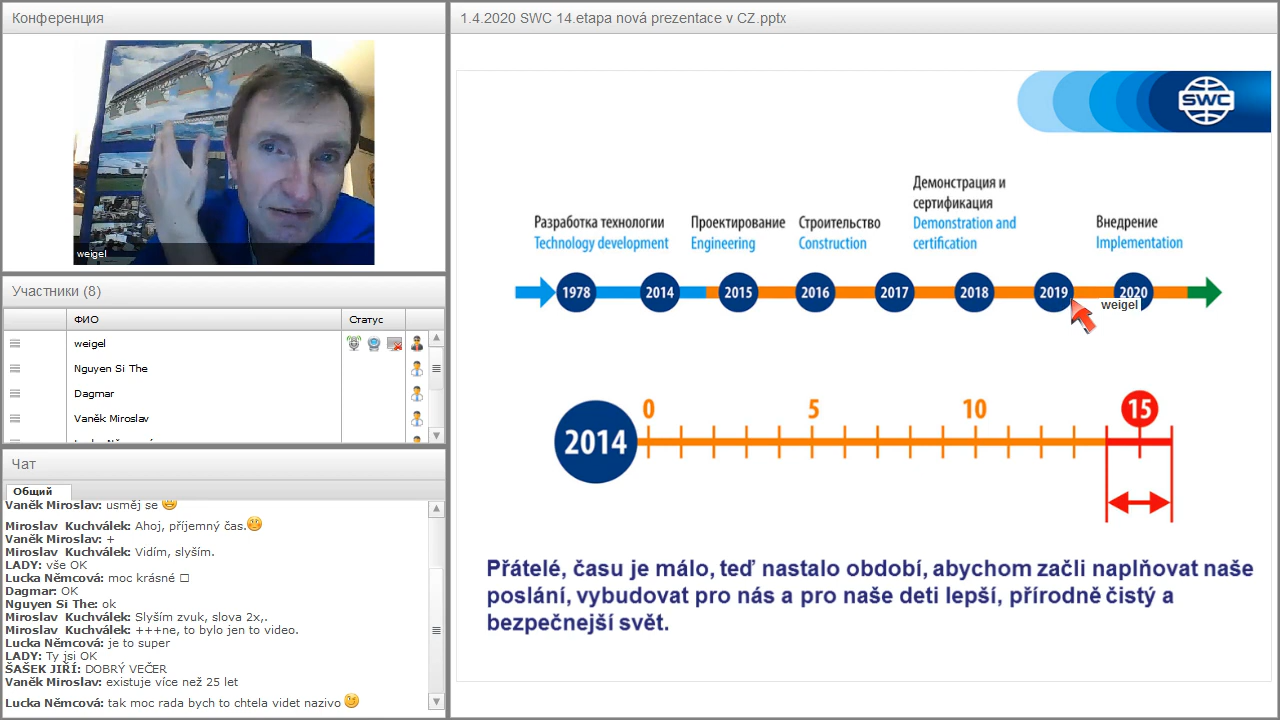 Конференция
weigel
Участники (8)
ФИО
Статус
weigel
Nguyen Si The
Dagmar
Vaněk Miroslav
Чат
Общий
Vaněk Miroslav: usměj se
Miroslav Kuchválek: Ahoj, příjemný čas.
Vaněk Miroslav: +
Miroslav Kuchválek: Vidím, slyším.
LADY: vše OK
Lucka Němcová: moc krásné
Dagmar: OK
Nguyen Si The: ok
Miroslav Kuchválek: Slyším zvuk, slova 2x,.
Miroslav Kuchválek: +++ne, to bylo jen to video.
Lucka Němcová: je to super
LADY: Ty jsi OK
ŠAŠEK JIŘÍ: DOBRÝ VEČER
Vaněk Miroslav: existuje více než 25 let
Lucka Němcová: tak moc rada bych to chtela videt nazivo
1.4.2020 SWC 14.etapa nová prezentace v CZ.pptx
SWC
Разработка технологии
Technology development
Проектирование
Engineering
Строительство
Construction
Демонстрация и
сертификация
Demonstration and
certification
Внедрение
Implementation
1978 2014 2015 2016 2017 2018 2019 2020
weigel
2014 0 5 10 15
Přátelé, času je málo, teď nastalo období, abychom začli naplňovat naše
poslání, vybudovat pro nás a pro naše deti lepší, přírodně čistý a
bezpečnejší svět.